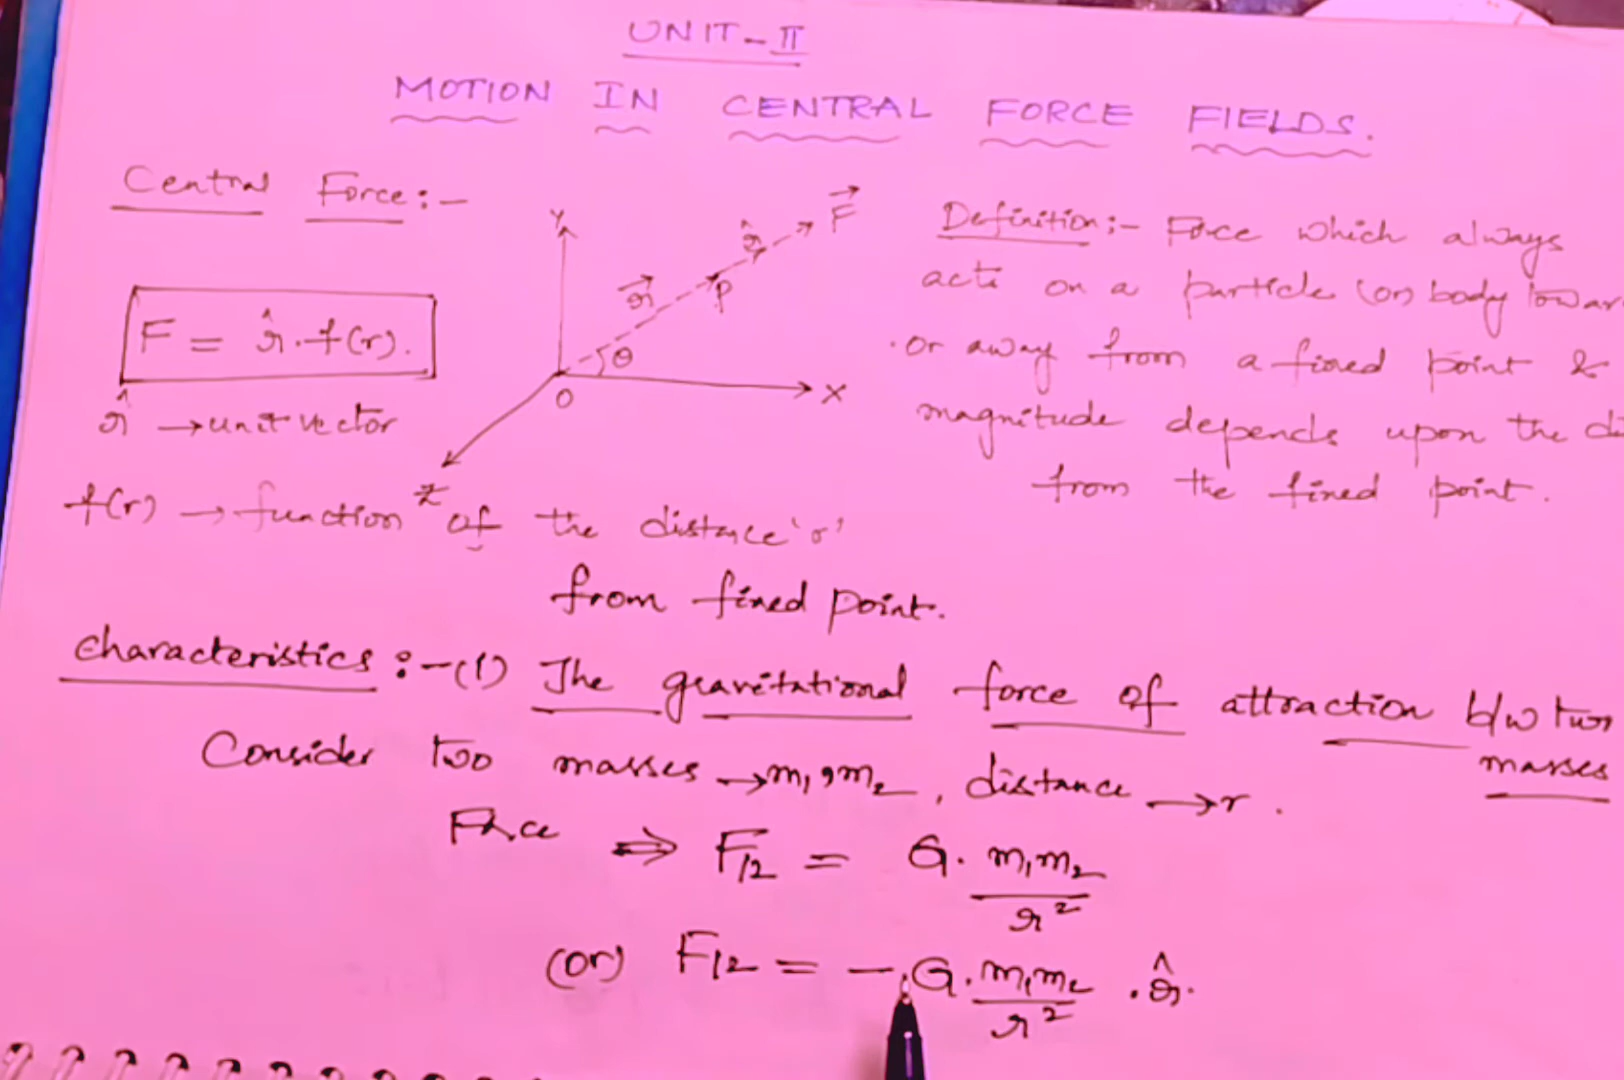 UNIT-II
MOTION IN CENTRAL FORCE FIELDS.
Central Force:-
F = r̂.f(r).
r̂ → unit vector
f(r) → function of the distance 'r'
from fixed point.
Y
X
Z
O
θ
P
r⃗
r̂
F⃗
Definition:- Force which always
acts on a particle (or) body
or away from a fixed point &
magnitude depends upon the
from the fixed point.
Characteristics:-(1) The gravitational force of attraction b/w two
masses
Consider two masses → m₁, m₂, distance → r.
Force ⇒ F₁₂ = G. m₁m₂ / r²
(or) F₁₂ = - G. m₁m₂ / r² . r̂.